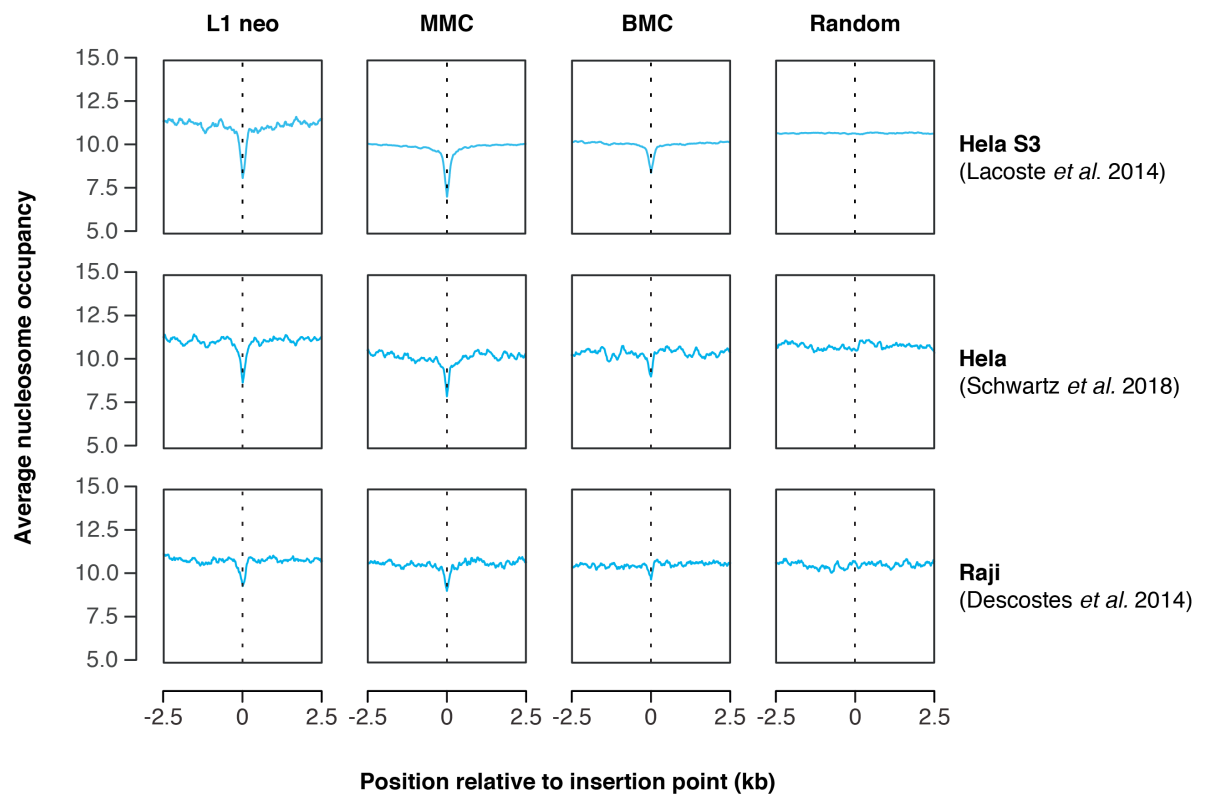 L1 neo MMC BMC Random
15.0
12.5
10.0
7.5
5.0
Hela S3
(Lacoste et al. 2014)
15.0
12.5
10.0
7.5
5.0
Hela
(Schwartz et al. 2018)
15.0
12.5
10.0
7.5
5.0
Raji
(Descostes et al. 2014)
Average nucleosome occupancy
-2.5 0 2.5 -2.5 0 2.5 -2.5 0 2.5 -2.5 0 2.5
Position relative to insertion point (kb)